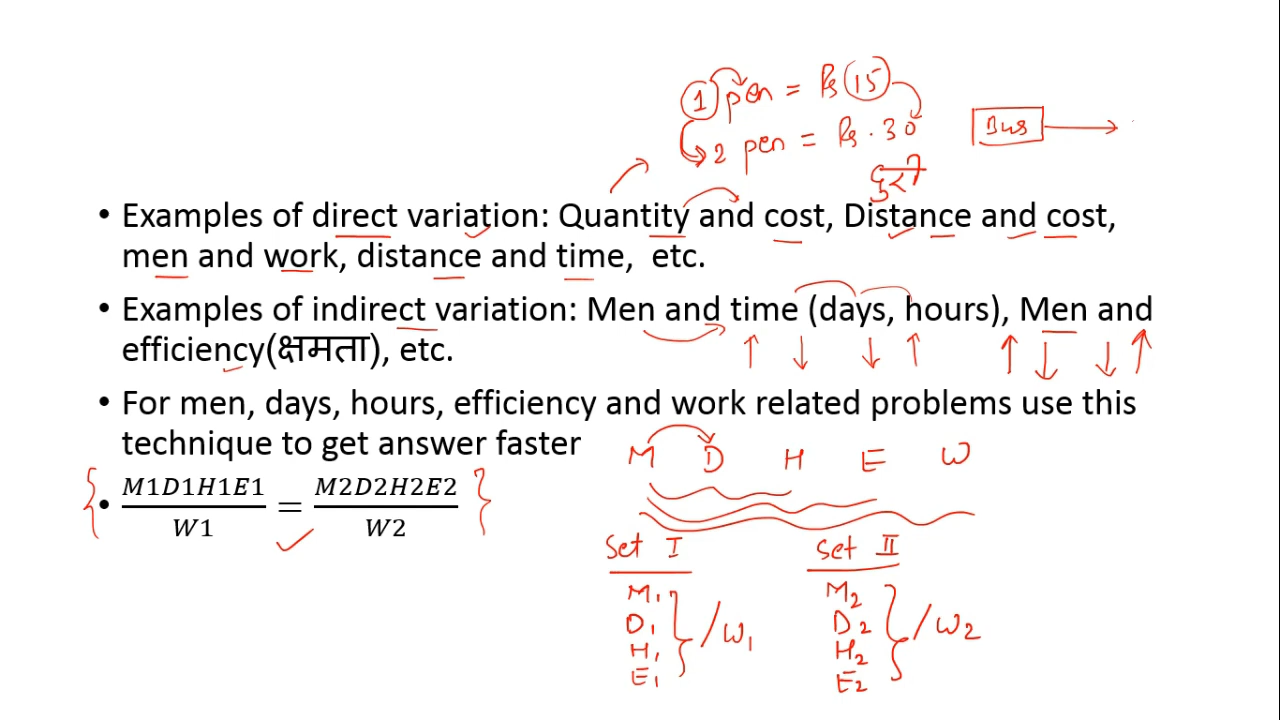 1 pen = Rs 15
2 pen = Rs. 30
Bus
दुरी
• Examples of direct variation: Quantity and cost, Distance and cost,
men and work, distance and time, etc.
• Examples of indirect variation: Men and time (days, hours), Men and
efficiency(क्षमता), etc.
• For men, days, hours, efficiency and work related problems use this
technique to get answer faster
M D H E W
• M1D1H1E1/W1 = M2D2H2E2/W2
Set I Set II
M₁ M₂
D₁ D₂
/W₁ /W₂
H₁ H₂
E₁ E₂